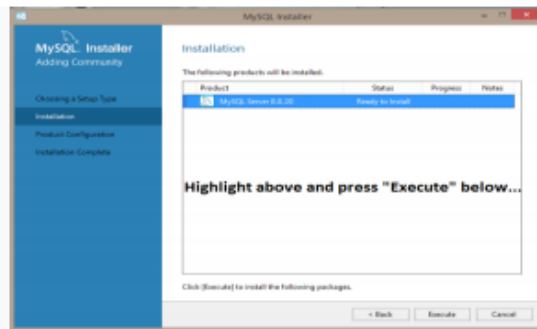 MySQL Installer
MySQL. Installer
Adding Community
Choosing a Setup Type
Installation
Product Configuration
Installation Complete
Installation
The following products will be installed.
Product Status Progress Notes
MySQL Server 8.0.20 Ready to Install
Highlight above and press "Execute" below...
Click [Execute] to install the following packages.
< Back Execute Cancel